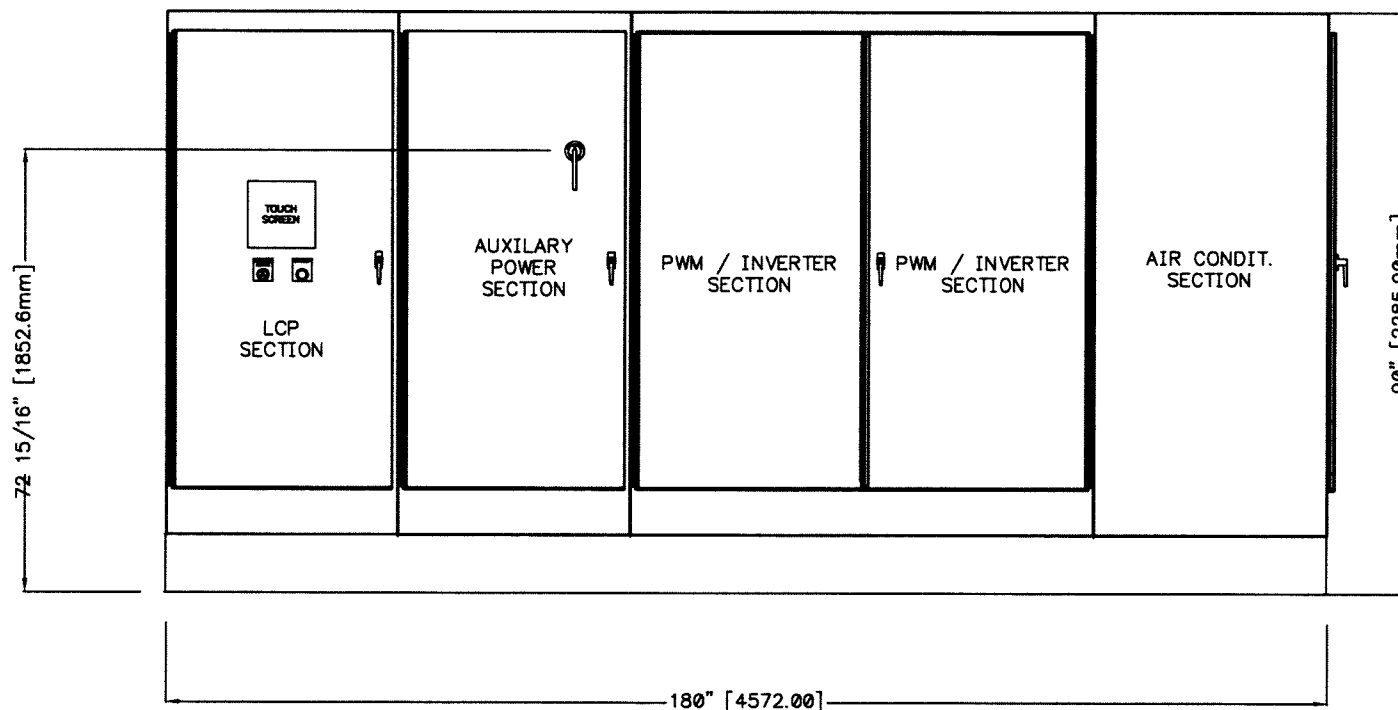 TOUCH
SCREEN
LCP
SECTION
AUXILARY
POWER
SECTION
PWM / INVERTER
SECTION
PWM / INVERTER
SECTION
AIR CONDIT.
SECTION
72 15/16" [1852.6mm]
180" [4572.00]